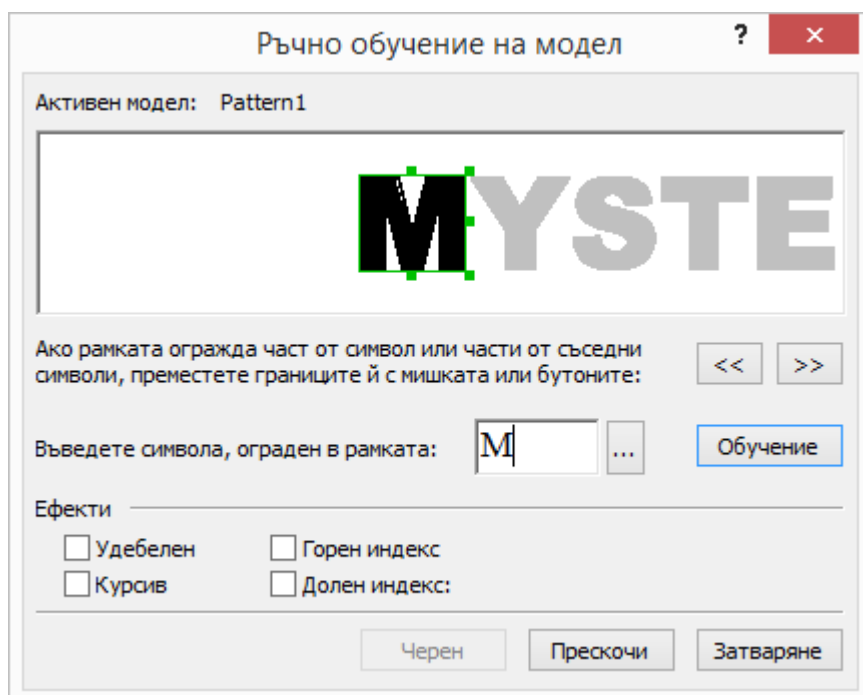 Ръчно обучение на модел ? ×
Активен модел: Pattern1
MYSTE
Ако рамката огражда част от символ или части от съседни
символи, преместете границите й с мишката или бутоните:
<< >>
Въведете символа, ограден в рамката: M ... Обучение
Ефекти
Удебелен Горен индекс
Курсив Долен индекс:
Черен Прескочи Затваряне